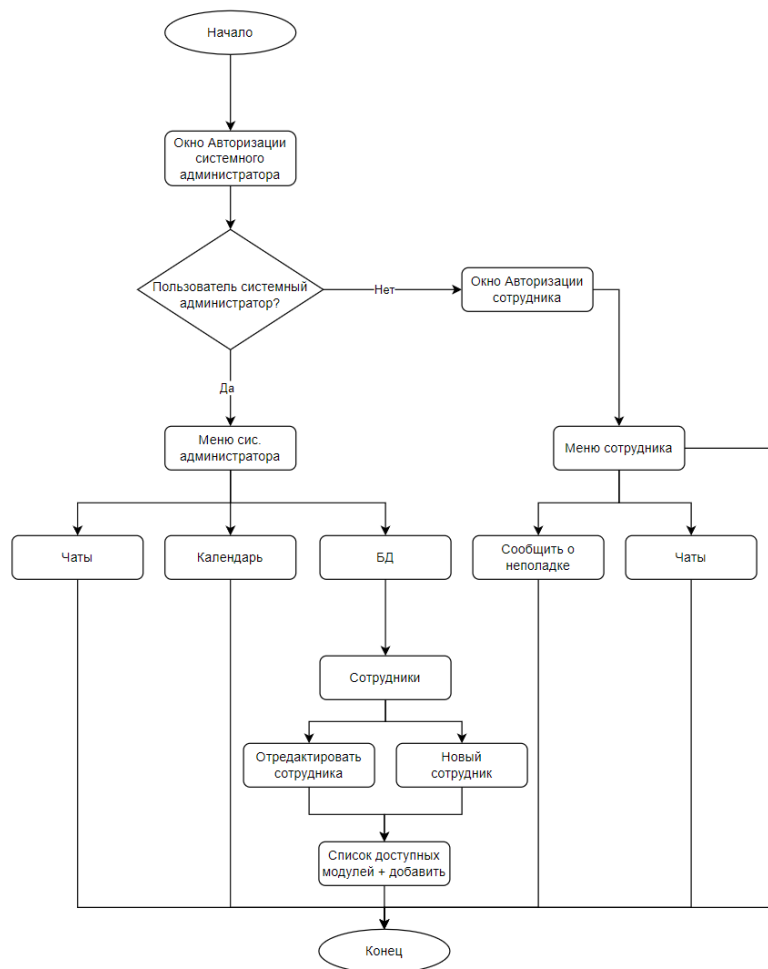 Начало
Окно Авторизации
системного
администратора
Пользователь системный
администратор?
Нет
Окно Авторизации
сотрудника
Да
Меню сис.
администратора
Меню сотрудника
Чаты
Календарь
БД
Сообщить о
неполадке
Чаты
Сотрудники
Отредактировать
сотрудника
Новый
сотрудник
Список доступных
модулей + добавить
Конец